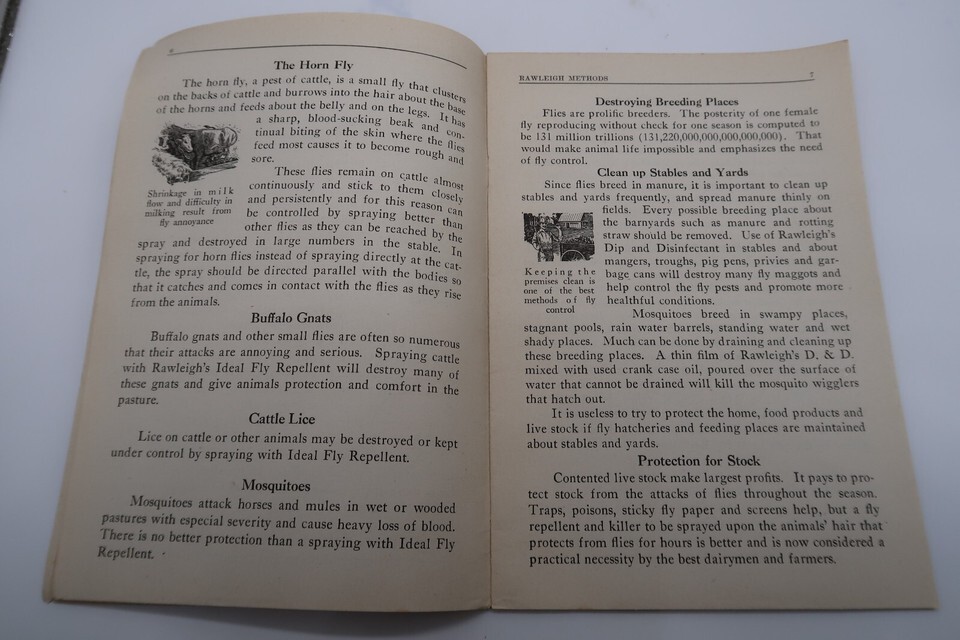 6
The Horn Fly
The horn fly, a pest of cattle, is a small fly that clusters
on the backs of cattle and burrows into the hair about the base
of the horns and feeds about the belly and on the legs. It has
a sharp, blood-sucking beak and con-
tinual biting of the skin where the flies
feed most causes it to become rough and
sore.
These flies remain on cattle almost
continuously and stick to them closely
and persistently and for this reason can
be controlled by spraying better than
other flies as they can be reached by the
Shrinkage in milk
flow and difficulty in
milking result from
fly annoyance
spray and destroyed in large numbers in the stable. In
spraying for horn flies instead of spraying directly at the cat-
tle, the spray should be directed parallel with the bodies so
that it catches and comes in contact with the flies as they rise
from the animals.
Buffalo Gnats
Buffalo gnats and other small flies are often so numerous
that their attacks are annoying and serious. Spraying cattle
with Rawleigh's Ideal Fly Repellent will destroy many of
these gnats and give animals protection and comfort in the
pasture.
Cattle Lice
Lice on cattle or other animals may be destroyed or kept
under control by spraying with Ideal Fly Repellent.
Mosquitoes
Mosquitoes attack horses and mules in wet or wooded
pastures with especial severity and cause heavy loss of blood.
There is no better protection than a spraying with Ideal Fly
Repellent.
RAWLEIGH METHODS 7
Destroying Breeding Places
Flies are prolific breeders. The posterity of one female
fly reproducing without check for one season is computed to
be 131 million trillions (131,220,000,000,000,000,000). That
would make animal life impossible and emphasizes the need
of fly control.
Clean up Stables and Yards
Since flies breed in manure, it is important to clean up
stables and yards frequently, and spread manure thinly on
fields. Every possible breeding place about
the barnyards such as manure and rotting
straw should be removed. Use of Rawleigh's
Dip and Disinfectant in stables and about
mangers, troughs, pig pens, privies and gar-
bage cans will destroy many fly maggots and
help control the fly pests and promote more
healthful conditions.
Keeping the
premises clean is
one of the best
methods of fly
control
Mosquitoes breed in swampy places,
stagnant pools, rain water barrels, standing water and wet
shady places. Much can be done by draining and cleaning up
these breeding places. A thin film of Rawleigh's D. & D.
mixed with used crank case oil, poured over the surface of
water that cannot be drained will kill the mosquito wigglers
that hatch out.
It is useless to try to protect the home, food products and
live stock if fly hatcheries and feeding places are maintained
about stables and yards.
Protection for Stock
Contented live stock make largest profits. It pays to pro-
tect stock from the attacks of flies throughout the season.
Traps, poisons, sticky fly paper and screens help, but a fly
repellent and killer to be sprayed upon the animals' hair that
protects from flies for hours is better and is now considered a
practical necessity by the best dairymen and farmers.